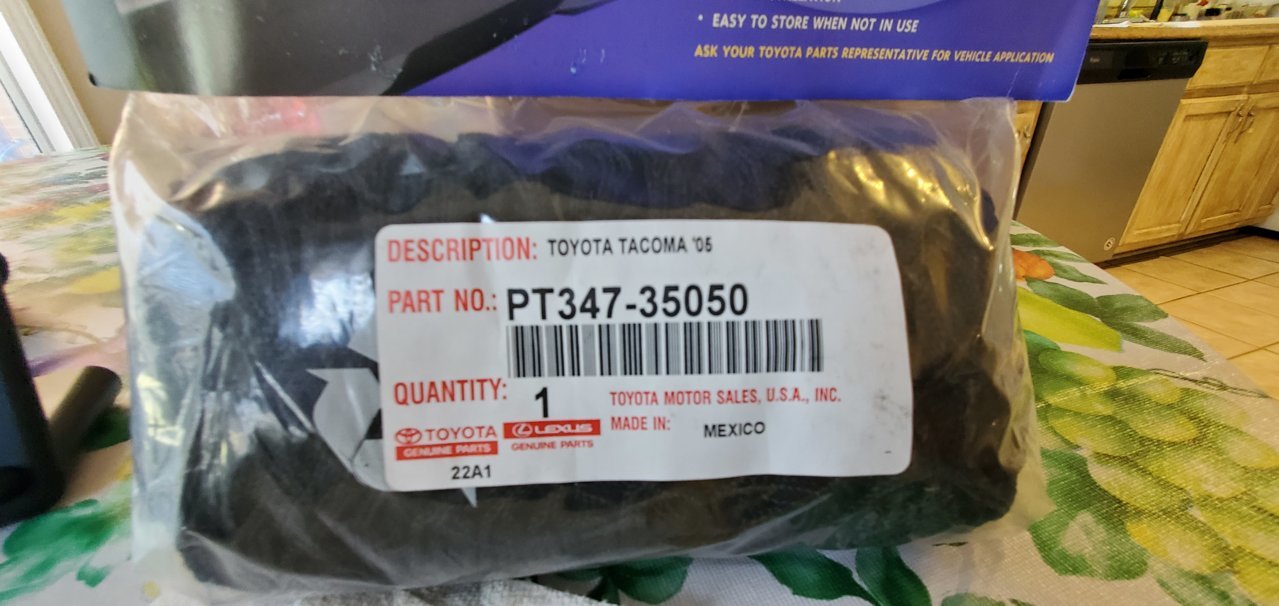 • EASY TO STORE WHEN NOT IN USE
ASK YOUR TOYOTA PARTS REPRESENTATIVE FOR VEHICLE APPLICATION
DESCRIPTION: TOYOTA TACOMA '05
PART NO.: PT347-35050
QUANTITY: 1
TOYOTA MOTOR SALES, U.S.A., INC.
MADE IN: MEXICO
TOYOTA
GENUINE PARTS
LEXUS
GENUINE PARTS
22A1